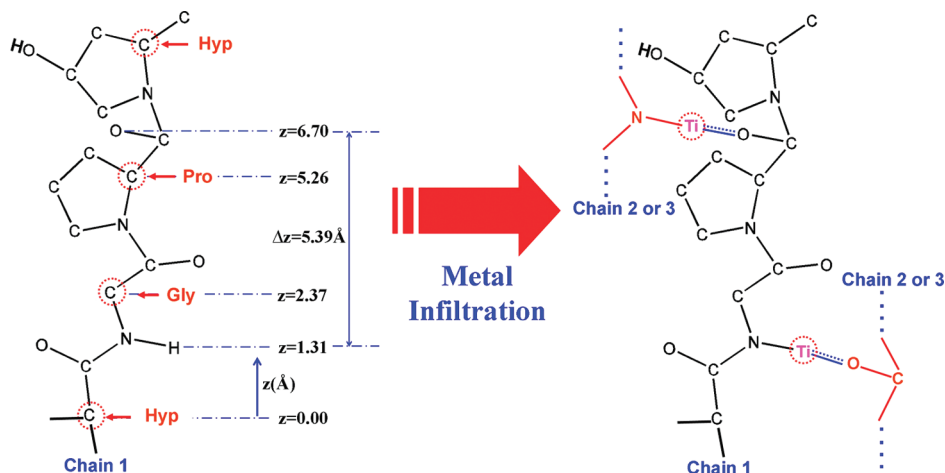 C
HO
C
C
Hyp
C
C
N
O
C
z=6.70
C
C
Pro
z=5.26
C
C
N
Δz=5.39Å
C
O
C
Gly
z=2.37
N
H
z=1.31
O
C
z(Å)
C
Hyp
z=0.00
Chain 1
Metal
Infiltration
C
HO
C
C
C
C
C
N
N
Ti
O
C
C
C
C
C
N
Chain 2 or 3
C
O
C
Chain 2 or 3
N
Ti
O
C
O
C
C
Chain 1